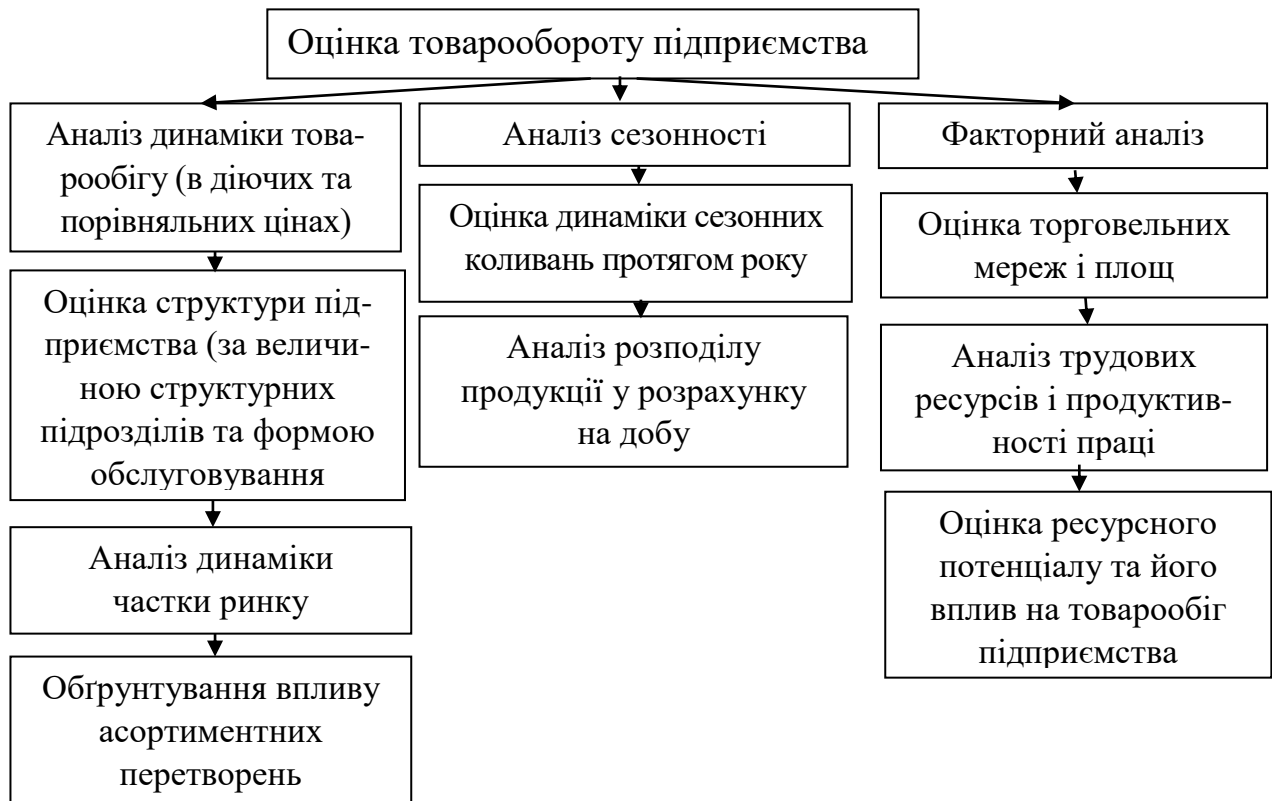 Оцінка товарообороту підприємства
Аналіз динаміки това-
рообігу (в діючих та
порівняльних цінах)
Оцінка структури під-
приємства (за величи-
ною структурних
підрозділів та формою
обслуговування
Аналіз динаміки
частки ринку
Обґрунтування впливу
асортиментних
перетворень
Аналіз сезонності
Оцінка динаміки сезонних
коливань протягом року
Аналіз розподілу
продукції у розрахунку
на добу
Факторний аналіз
Оцінка торговельних
мереж і площ
Аналіз трудових
ресурсів і продуктив-
ності праці
Оцінка ресурсного
потенціалу та його
вплив на товарообіг
підприємства